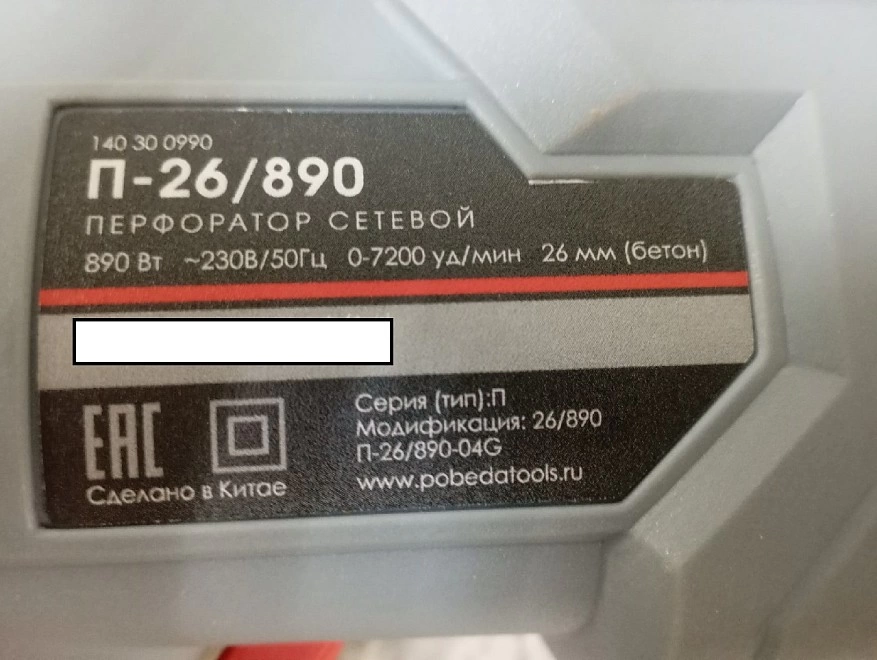 140 30 0990
П-26/890
ПЕРФОРАТОР СЕТЕВОЙ
890 Вт ~230В/50Гц 0-7200 уд/мин 26 мм (бетон)
EAC
Сделано в Китае
Серия (тип):П
Модификация: 26/890
П-26/890-04G
www.pobedatools.ru